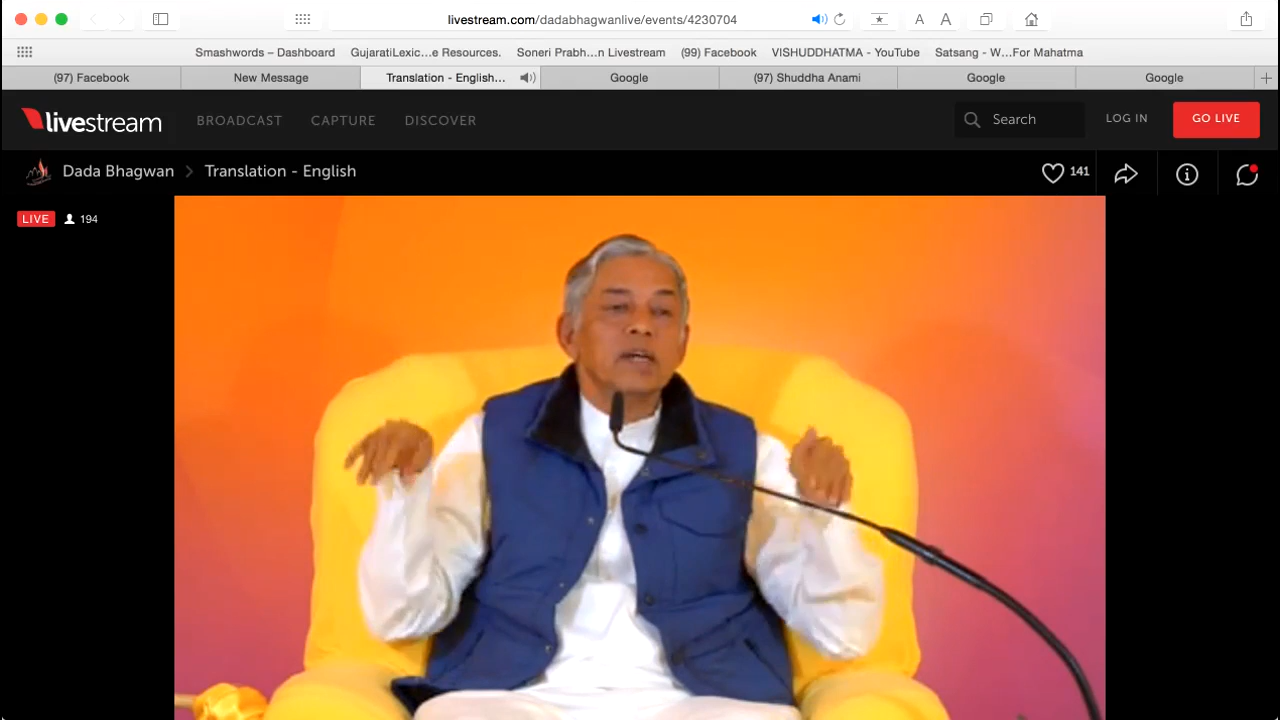 livestream.com/dadabhagwanlive/events/4230704
A A
Smashwords – Dashboard GujaratiLexic...e Resources. Soneri Prabh...n Livestream (99) Facebook VISHUDDHATMA - YouTube Satsang - W...For Mahatma
(97) Facebook New Message Translation - English... Google (97) Shuddha Anami Google Google
livestream BROADCAST CAPTURE DISCOVER Search LOG IN GO LIVE
Dada Bhagwan Translation - English 141
LIVE 194